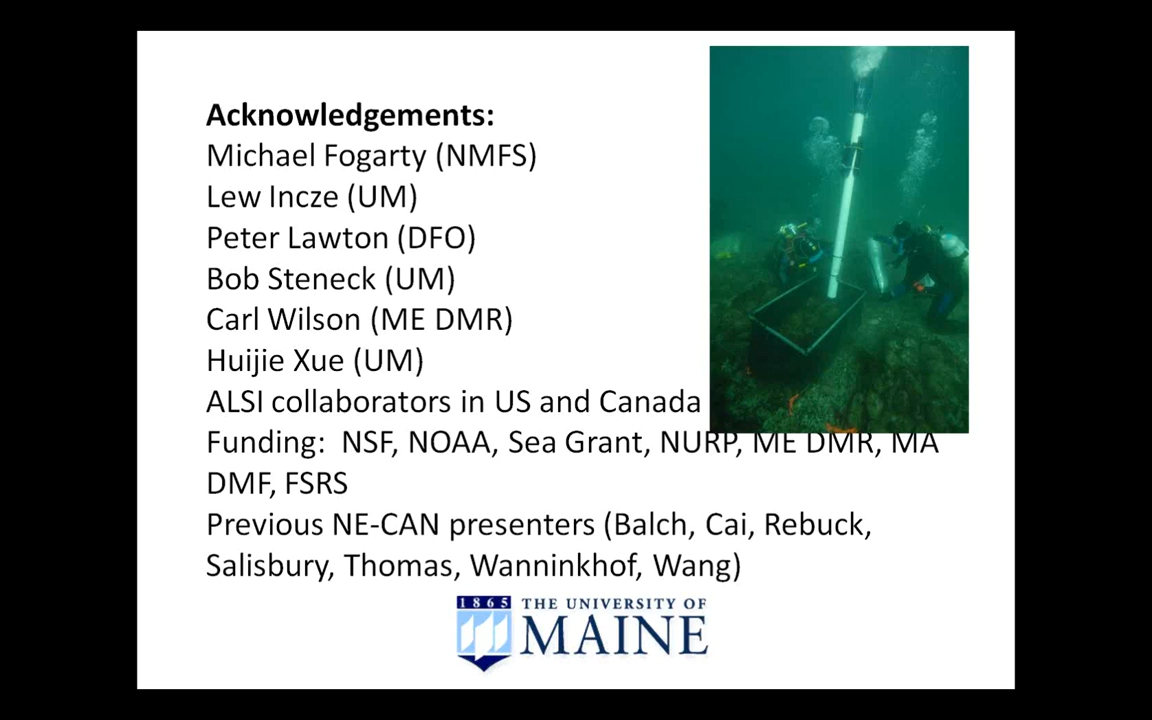 Acknowledgements:
Michael Fogarty (NMFS)
Lew Incze (UM)
Peter Lawton (DFO)
Bob Steneck (UM)
Carl Wilson (ME DMR)
Huijie Xue (UM)
ALSI collaborators in US and Canada
Funding:  NSF, NOAA, Sea Grant, NURP, ME DMR, MA
DMF, FSRS
Previous NE-CAN presenters (Balch, Cai, Rebuck,
Salisbury, Thomas, Wanninkhof, Wang)
1865 THE UNIVERSITY OF
MAINE